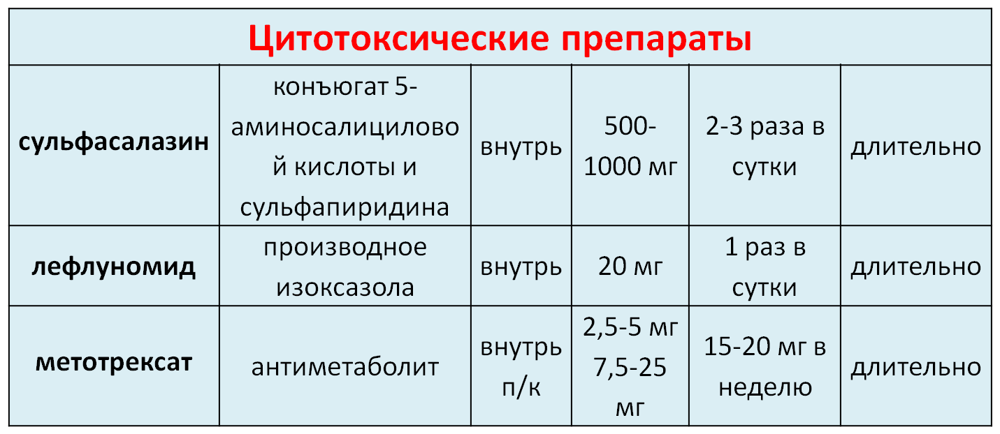 Цитотоксические препараты
сульфасалазин
конъюгат 5-
аминосалицилово
й кислоты и
сульфапиридина
внутрь
500-
1000 мг
2-3 раза в
сутки
длительно
лефлуномид
производное
изоксазола
внутрь
20 мг
1 раз в
сутки
длительно
метотрексат
антиметаболит
внутрь
п/к
2,5-5 мг
7,5-25
мг
15-20 мг в
неделю
длительно